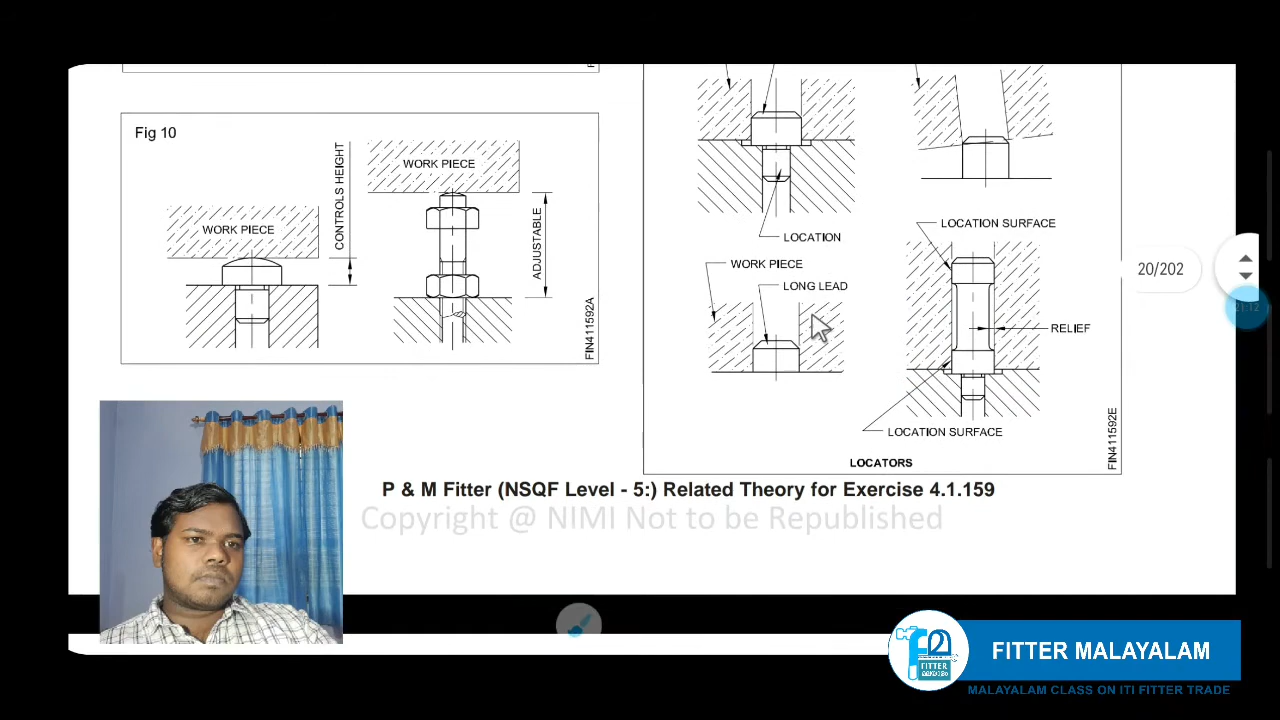 Fig 10
WORK PIECE
CONTROLS HEIGHT
WORK PIECE
ADJUSTABLE
FIN411592A
LOCATION
WORK PIECE
LONG LEAD
LOCATION SURFACE
RELIEF
LOCATION SURFACE
FIN411592E
LOCATORS
20/202
21:12
P & M Fitter (NSQF Level - 5:) Related Theory for Exercise 4.1.159
Copyright @ NIMI Not to be Republished
FITTER
FITTER MALAYALAM
MALAYALAM CLASS ON ITI FITTER TRADE